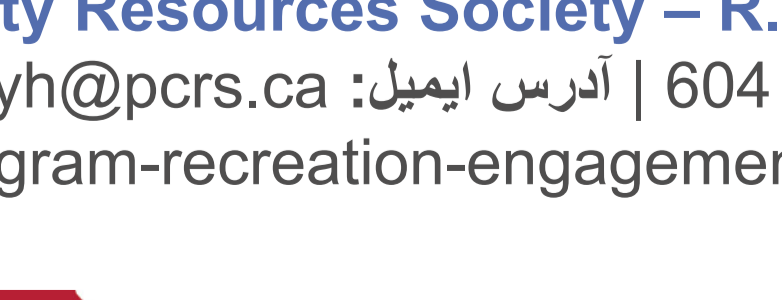 ty Resources Society – R.
604 | آدرس ایمیل: yh@pcrs.ca
gram-recreation-engagemen